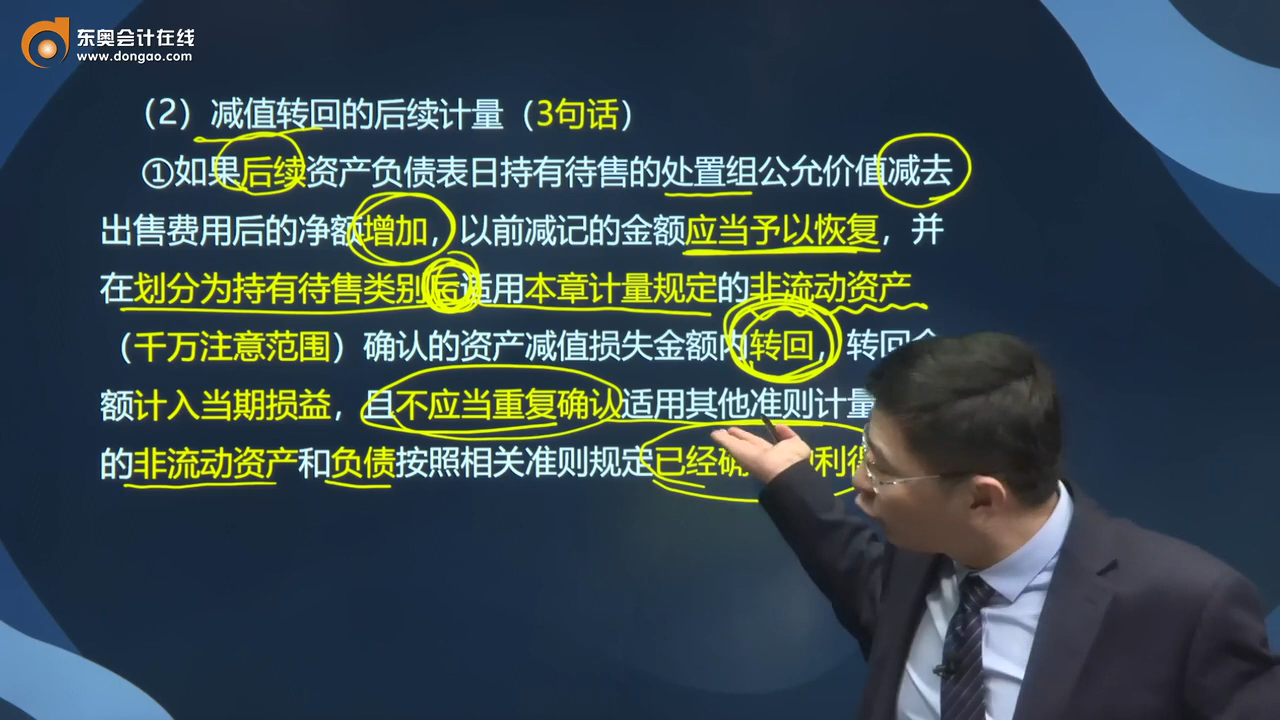 东奥会计在线
www.dongao.com
（2）减值转回的后续计量（3句话）
①如果后续资产负债表日持有待售的处置组公允价值减去
出售费用后的净额增加，以前减记的金额应当予以恢复，并
在划分为持有待售类别后适用本章计量规定的非流动资产
（千万注意范围）确认的资产减值损失金额内转回，转回
额计入当期损益，且不应当重复确认适用其他准则计量
的非流动资产和负债按照相关准则规定已经确 利得